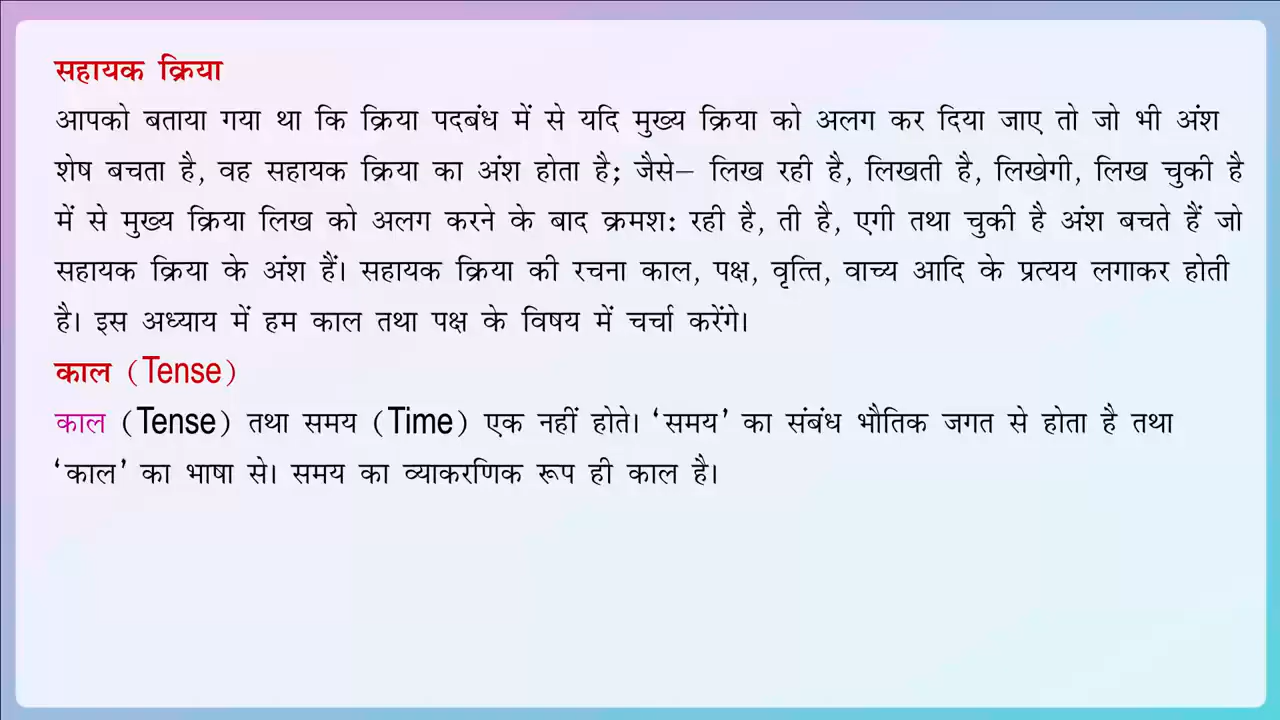 सहायक क्रिया
आपको बताया गया था कि क्रिया पदबंध में से यदि मुख्य क्रिया को अलग कर दिया जाए तो जो भी अंश
शेष बचता है, वह सहायक क्रिया का अंश होता है; जैसे– लिख रही है, लिखती है, लिखेगी, लिख चुकी है
में से मुख्य क्रिया लिख को अलग करने के बाद क्रमश: रही है, ती है, एगी तथा चुकी है अंश बचते हैं जो
सहायक क्रिया के अंश हैं। सहायक क्रिया की रचना काल, पक्ष, वृत्ति, वाच्य आदि के प्रत्यय लगाकर होती
है। इस अध्याय में हम काल तथा पक्ष के विषय में चर्चा करेंगे।
काल (Tense)
काल (Tense) तथा समय (Time) एक नहीं होते। ‘समय’ का संबंध भौतिक जगत से होता है तथा
‘काल’ का भाषा से। समय का व्याकरणिक रूप ही काल है।